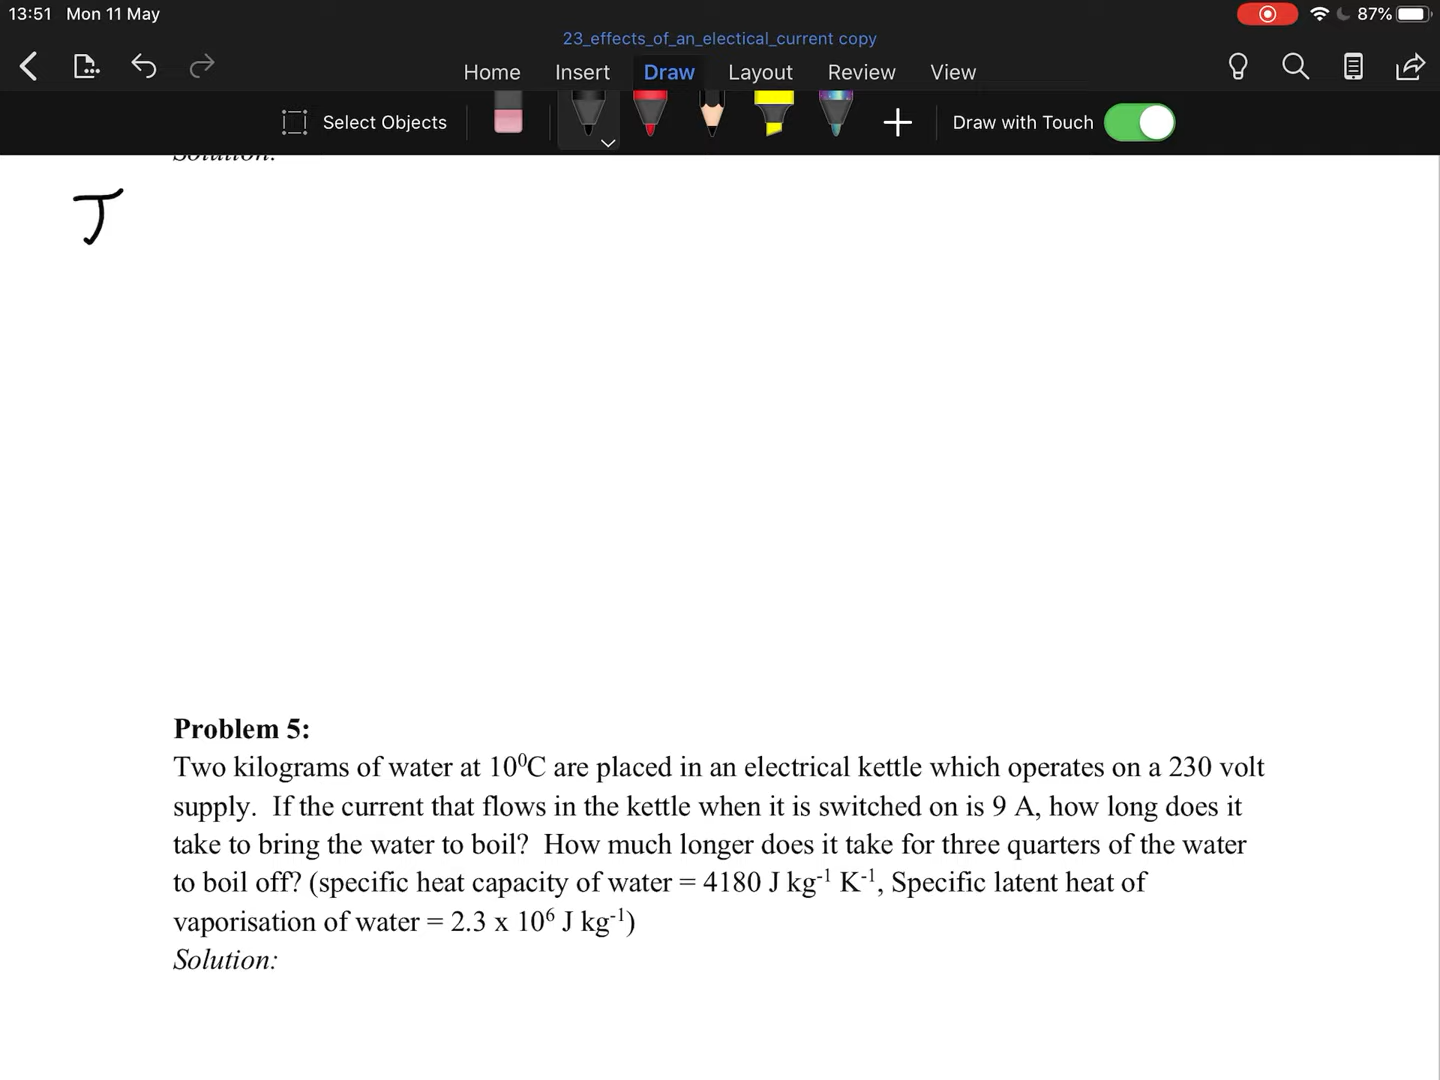 13:51 Mon 11 May 87%
23_effects_of_an_electical_current copy
Home Insert Draw Layout Review View
Select Objects Draw with Touch
Solution:
J
Problem 5:
Two kilograms of water at 10⁰C are placed in an electrical kettle which operates on a 230 volt
supply. If the current that flows in the kettle when it is switched on is 9 A, how long does it
take to bring the water to boil? How much longer does it take for three quarters of the water
to boil off? (specific heat capacity of water = 4180 J kg⁻¹ K⁻¹, Specific latent heat of
vaporisation of water = 2.3 x 10⁶ J kg⁻¹)
Solution: